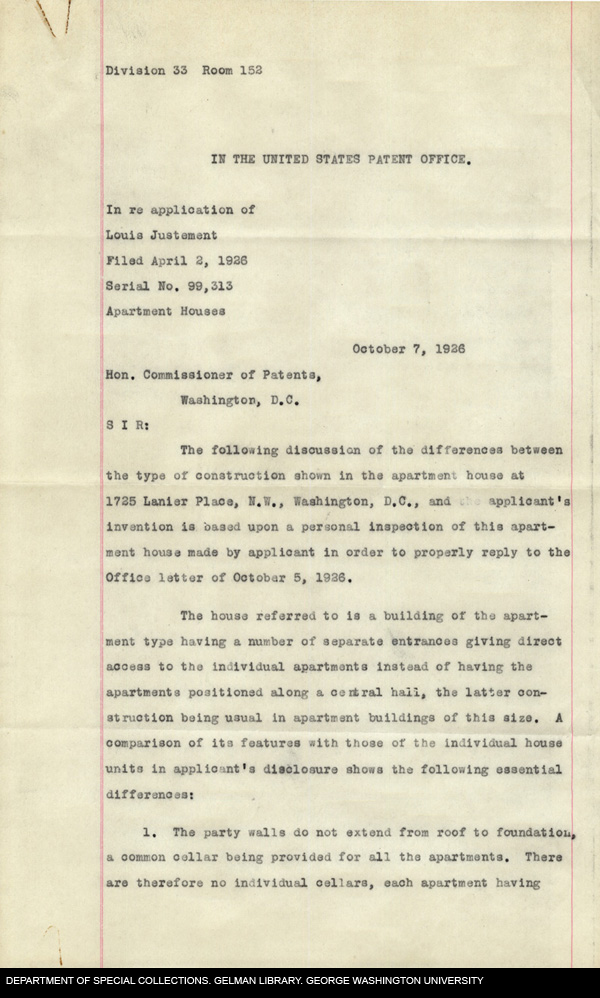 Division 33  Room 152
IN THE UNITED STATES PATENT OFFICE.
In re application of
Louis Justement
Filed April 2, 1926
Serial No. 99,313
Apartment Houses
October 7, 1926
Hon. Commissioner of Patents,
Washington, D.C.
S I R:
The following discussion of the differences between
the type of construction shown in the apartment house at
1725 Lanier Place, N.W., Washington, D.C., and applicant's
invention is based upon a personal inspection of this apart-
ment house made by applicant in order to properly reply to the
Office letter of October 5, 1926.
The house referred to is a building of the apart-
ment type having a number of separate entrances giving direct
access to the individual apartments instead of having the
apartments positioned along a central hall, the latter con-
struction being usual in apartment buildings of this size.  A
comparison of its features with those of the individual house
units in applicant's disclosure shows the following essential
differences:
1.  The party walls do not extend from roof to foundation,
a common cellar being provided for all the apartments.  There
are therefore no individual cellars, each apartment having
DEPARTMENT OF SPECIAL COLLECTIONS. GELMAN LIBRARY. GEORGE WASHINGTON UNIVERSITY